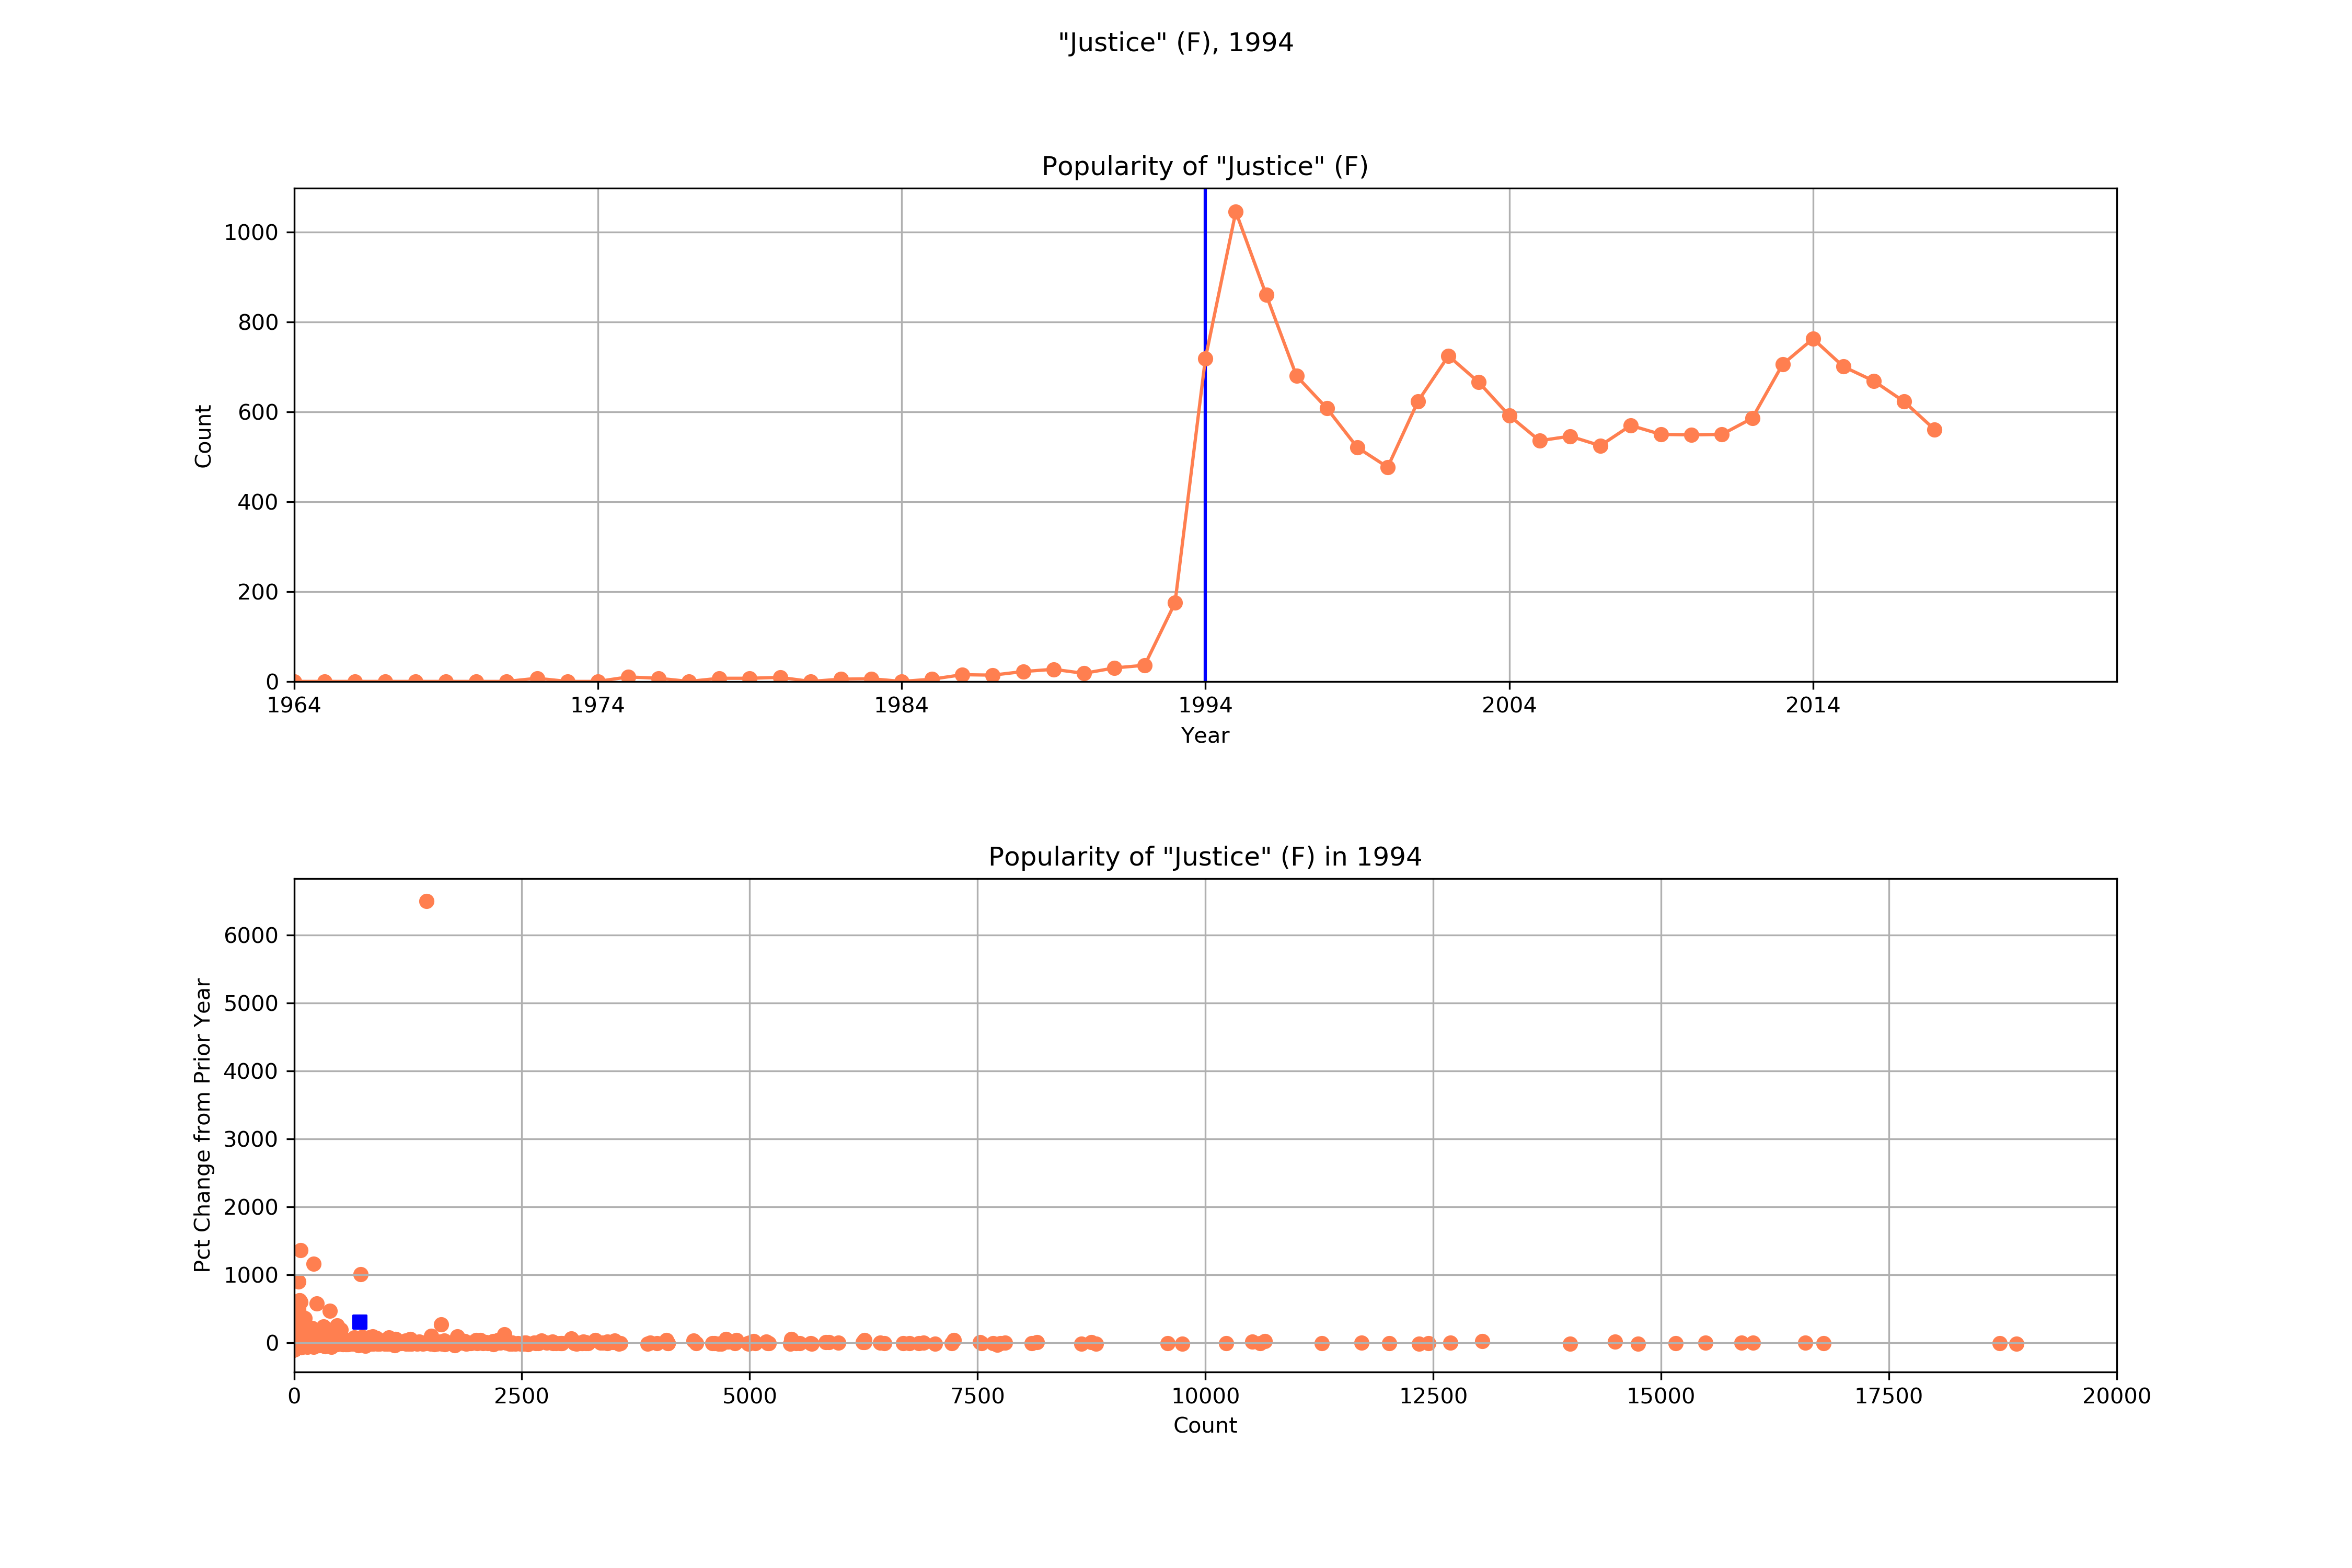 "Justice" (F), 1994
Popularity of "Justice" (F)
1000
800
600
400
200
0
Count
1964 1974 1984 1994 2004 2014
Year
Popularity of "Justice" (F) in 1994
6000
5000
4000
3000
2000
1000
0
Pct Change from Prior Year
0 2500 5000 7500 10000 12500 15000 17500 20000
Count